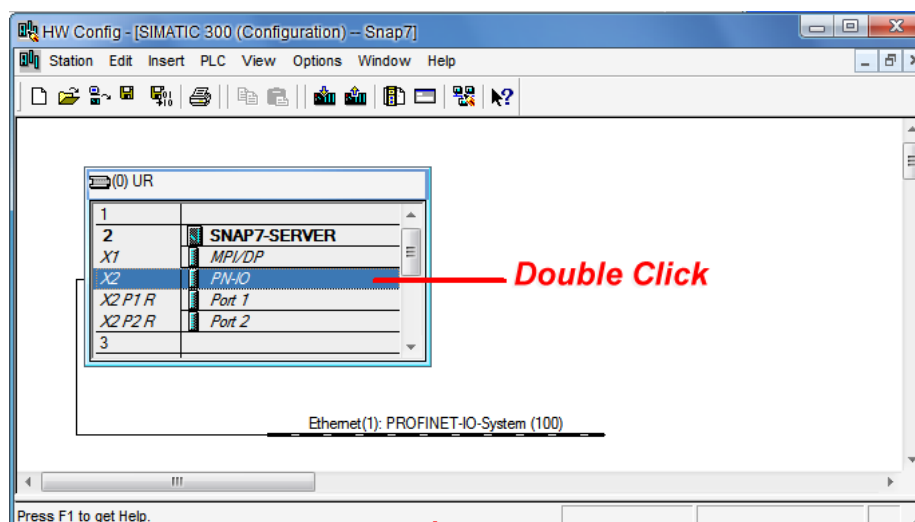 HW Config - [SIMATIC 300 (Configuration) -- Snap7]
Station Edit Insert PLC View Options Window Help
(0) UR
1
2 SNAP7-SERVER
X1 MPI/DP
X2 PN-IO
Double Click
X2 P1 R Port 1
X2 P2 R Port 2
3
Ethernet(1): PROFINET-IO-System (100)
Press F1 to get Help.